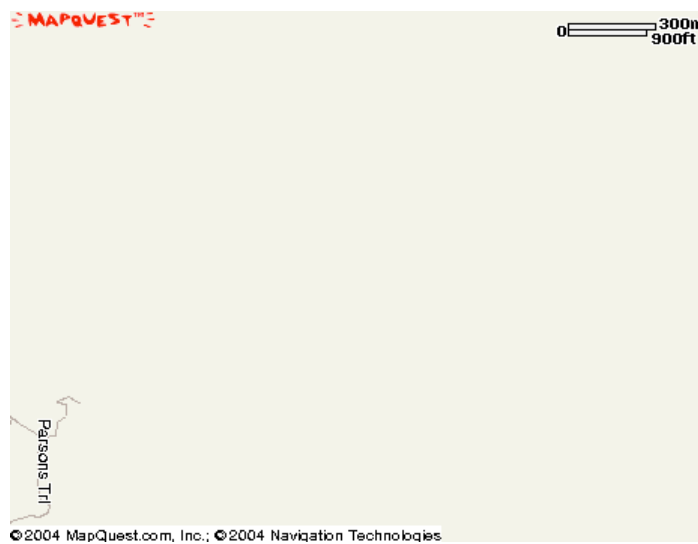 MAPQUEST™
0 300m
900ft
Parsons Trl
©2004 MapQuest.com, Inc.; ©2004 Navigation Technologies